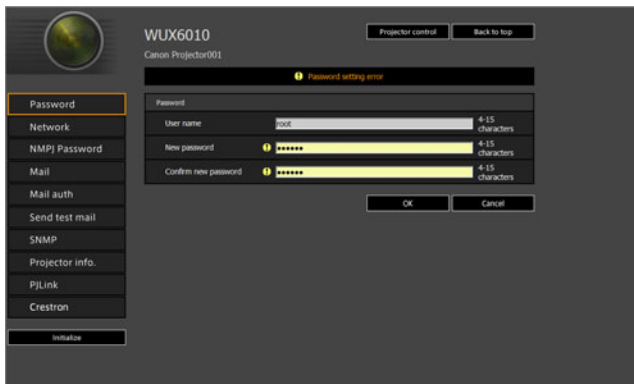 WUX6010
Projector control
Back to top
Canon Projector001
Password setting error
Password
Network
NMPJ Password
Mail
Mail auth
Send test mail
SNMP
Projector info.
PJLink
Crestron
Initialize
Password
User name
root
4-15
characters
New password
••••••
4-15
characters
Confirm new password
••••••
4-15
characters
OK
Cancel